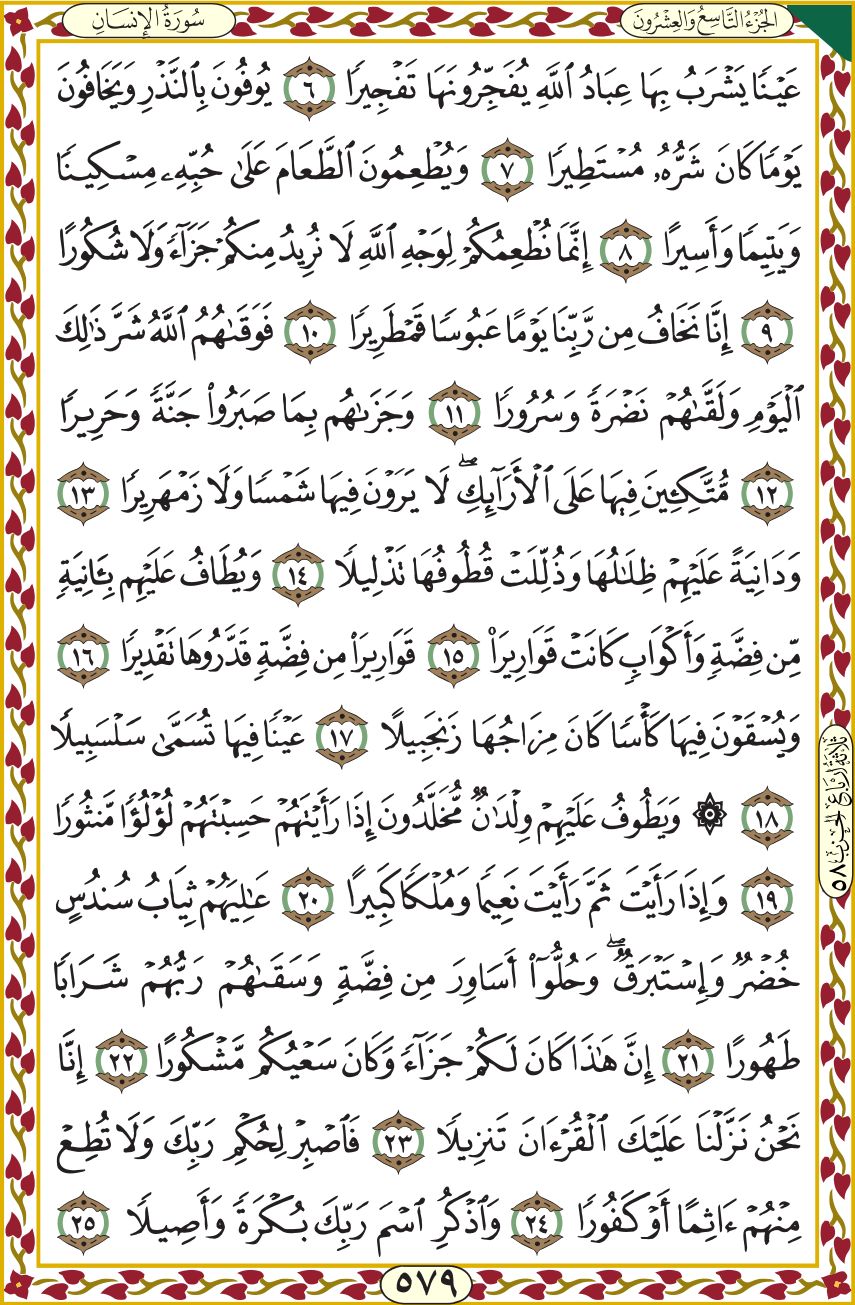 الجُزْءُ التَّاسِعُ وَالعِشْرُونَ
سُورَةُ الإِنسَانِ
عَيْنًا يَشْرَبُ بِهَا عِبَادُ ٱللَّهِ يُفَجِّرُونَهَا تَفْجِيرًا ٦ يُوفُونَ بِٱلنَّذْرِ وَيَخَافُونَ
يَوْمًا كَانَ شَرُّهُۥ مُسْتَطِيرًا ٧ وَيُطْعِمُونَ ٱلطَّعَامَ عَلَىٰ حُبِّهِۦ مِسْكِينًا
وَيَتِيمًا وَأَسِيرًا ٨ إِنَّمَا نُطْعِمُكُمْ لِوَجْهِ ٱللَّهِ لَا نُرِيدُ مِنكُمْ جَزَآءً وَلَا شُكُورًا
٩ إِنَّا نَخَافُ مِن رَّبِّنَا يَوْمًا عَبُوسًا قَمْطَرِيرًا ١٠ فَوَقَىٰهُمُ ٱللَّهُ شَرَّ ذَٰلِكَ
ٱلْيَوْمِ وَلَقَّىٰهُمْ نَضْرَةً وَسُرُورًا ١١ وَجَزَىٰهُم بِمَا صَبَرُوا۟ جَنَّةً وَحَرِيرًا
١٢ مُّتَّكِـِٔينَ فِيهَا عَلَى ٱلْأَرَآئِكِ ۖ لَا يَرَوْنَ فِيهَا شَمْسًا وَلَا زَمْهَرِيرًا ١٣
وَدَانِيَةً عَلَيْهِمْ ظِلَٰلُهَا وَذُلِّلَتْ قُطُوفُهَا تَذْلِيلًا ١٤ وَيُطَافُ عَلَيْهِم بِـَٔانِيَةٍ
مِّن فِضَّةٍ وَأَكْوَابٍ كَانَتْ قَوَارِيرَا۠ ١٥ قَوَارِيرَا۟ مِن فِضَّةٍ قَدَّرُوهَا تَقْدِيرًا ١٦
وَيُسْقَوْنَ فِيهَا كَأْسًا كَانَ مِزَاجُهَا زَنجَبِيلًا ١٧ عَيْنًا فِيهَا تُسَمَّىٰ سَلْسَبِيلًا
١٨ ۞ وَيَطُوفُ عَلَيْهِمْ وِلْدَٰنٌ مُّخَلَّدُونَ إِذَا رَأَيْتَهُمْ حَسِبْتَهُمْ لُؤْلُؤًا مَّنثُورًا
١٩ وَإِذَا رَأَيْتَ ثَمَّ رَأَيْتَ نَعِيمًا وَمُلْكًا كَبِيرًا ٢٠ عَٰلِيَهُمْ ثِيَابُ سُندُسٍ
خُضْرٌ وَإِسْتَبْرَقٌ ۖ وَحُلُّوٓا۟ أَسَاوِرَ مِن فِضَّةٍ وَسَقَىٰهُمْ رَبُّهُمْ شَرَابًا
طَهُورًا ٢١ إِنَّ هَٰذَا كَانَ لَكُمْ جَزَآءً وَكَانَ سَعْيُكُم مَّشْكُورًا ٢٢ إِنَّا
نَحْنُ نَزَّلْنَا عَلَيْكَ ٱلْقُرْءَانَ تَنزِيلًا ٢٣ فَٱصْبِرْ لِحُكْمِ رَبِّكَ وَلَا تُطِعْ
مِنْهُمْ ءَاثِمًا أَوْ كَفُورًا ٢٤ وَٱذْكُرِ ٱسْمَ رَبِّكَ بُكْرَةً وَأَصِيلًا ٢٥
ثَلَاثَةُ أَرْبَاعِ الحِزْبِ ٥٨
٥٧٩